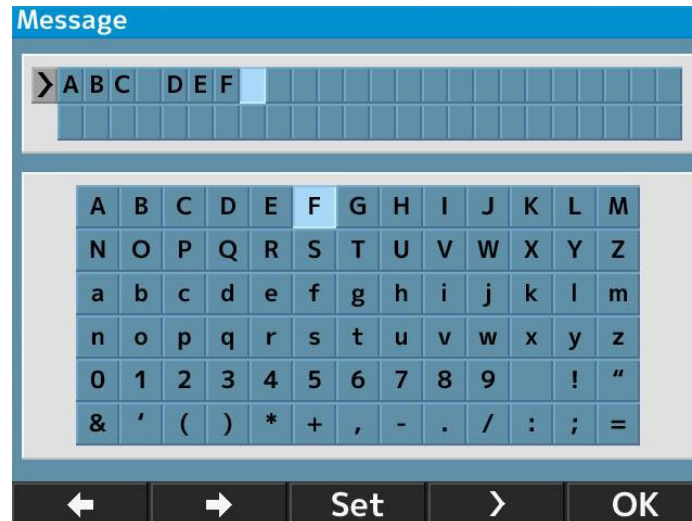 Message
> ABC DEF
A B C D E F G H I J K L M
N O P Q R S T U V W X Y Z
a b c d e f g h i j k l m
n o p q r s t u v w x y z
0 1 2 3 4 5 6 7 8 9 ! "
& ' ( ) * + , - . / : ; =
← → Set > OK